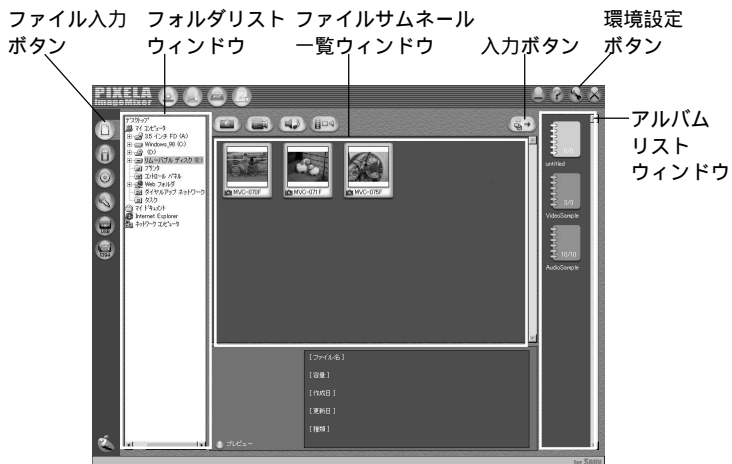 ファイル入力
ボタン
フォルダリスト
ウィンドウ
ファイルサムネール
一覧ウィンドウ
入力ボタン
環境設定
ボタン
アルバム
リスト
ウィンドウ
PIXELA
ImageMixer
デスクトップ
マイ コンピュータ
3.5 インチ FD (A:)
Windows_98 (C:)
(D:)
リムーバブル ディスク (E:)
プリンタ
コントロール パネル
Web フォルダ
ダイヤルアップ ネットワーク
タスク
マイ ドキュメント
Internet Explorer
ネットワーク コンピュータ
MVC-070F
MVC-071F
MVC-075F
0/0
untitled
3/3
VideoSample
10/10
AudioSample
[ファイル名]
[容量]
[作成日]
[更新日]
[種類]
プレビュー
for SONY